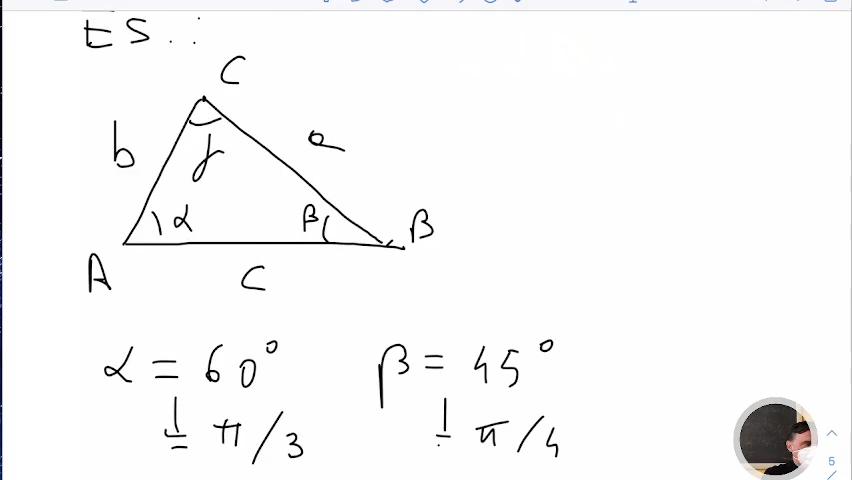 ES.:
C
b
a
γ
α
β
B
A
c
α = 60° β = 45°
= π/3 = π/4
5
/